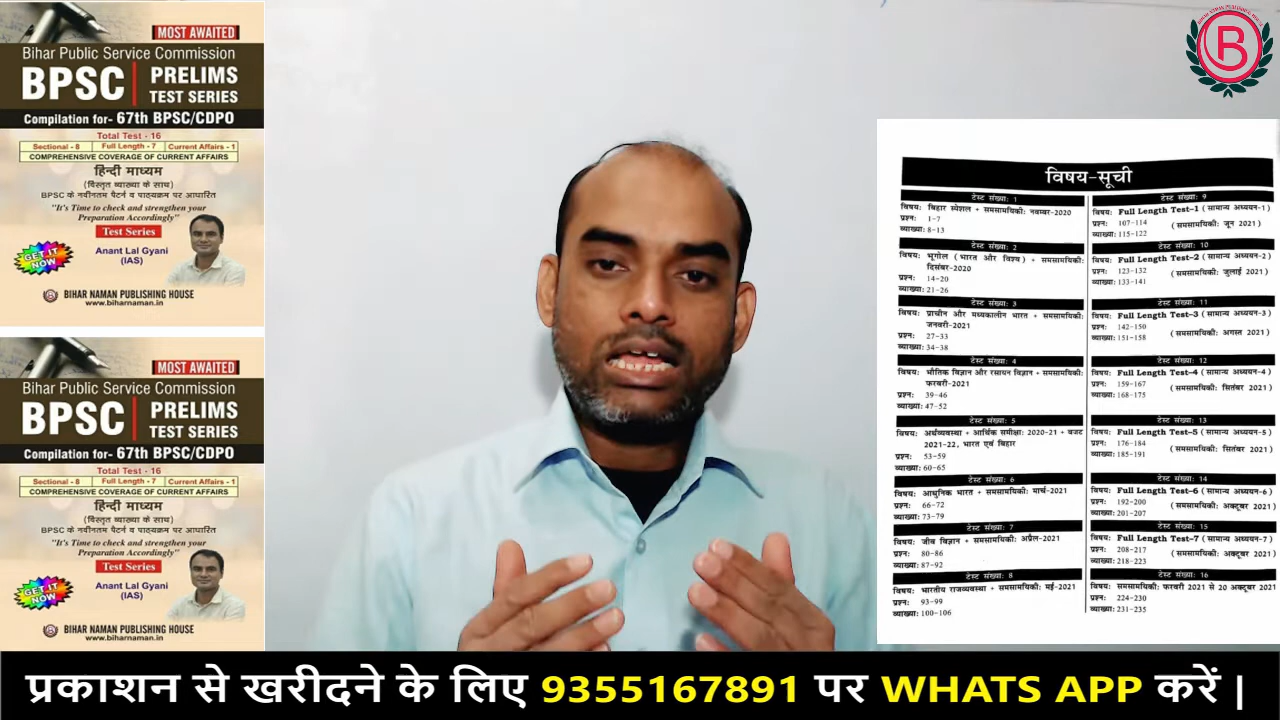 MOST AWAITED
Bihar Public Service Commission
BPSC
PRELIMS
TEST SERIES
Compilation for- 67th BPSC/CDPO
Total Test - 16
Sectional - 8 Full Length - 7 Current Affairs - 1
COMPREHENSIVE COVERAGE OF CURRENT AFFAIRS
हिन्दी माध्यम
(विस्तृत व्याख्या के साथ)
BPSC के नवीनतम पैटर्न व पाठ्यक्रम पर आधारित
"It's Time to check and strengthen your
Preparation Accordingly"
Test Series
Anant Lal Gyani
(IAS)
GET IT
NOW
BIHAR NAMAN PUBLISHING HOUSE
www.biharnaman.in
MOST AWAITED
Bihar Public Service Commission
BPSC
PRELIMS
TEST SERIES
Compilation for- 67th BPSC/CDPO
Total Test - 16
Sectional - 8 Full Length - 7 Current Affairs - 1
COMPREHENSIVE COVERAGE OF CURRENT AFFAIRS
हिन्दी माध्यम
(विस्तृत व्याख्या के साथ)
BPSC के नवीनतम पैटर्न व पाठ्यक्रम पर आधारित
"It's Time to check and strengthen your
Preparation Accordingly"
Test Series
Anant Lal Gyani
(IAS)
GET IT
NOW
BIHAR NAMAN PUBLISHING HOUSE
www.biharnaman.in
BIHAR NAMAN PUBLISHING HOUSE
B
विषय-सूची
टेस्ट संख्या: 1
विषय: बिहार स्पेशल + समसामयिकी: नवम्बर-2020
प्रश्न: 1-7
व्याख्या: 8-13
टेस्ट संख्या: 2
विषय: भूगोल (भारत और विश्व) + समसामयिकी:
दिसंबर-2020
प्रश्न: 14-20
व्याख्या: 21-26
टेस्ट संख्या: 3
विषय: प्राचीन और मध्यकालीन भारत + समसामयिकी:
जनवरी-2021
प्रश्न: 27-33
व्याख्या: 34-38
टेस्ट संख्या: 4
विषय: भौतिक विज्ञान और रसायन विज्ञान + समसामयिकी:
फरवरी-2021
प्रश्न: 39-46
व्याख्या: 47-52
टेस्ट संख्या: 5
विषय: अर्थव्यवस्था + आर्थिक समीक्षा: 2020-21 + बजट
2021-22, भारत एवं बिहार
प्रश्न: 53-59
व्याख्या: 60-65
टेस्ट संख्या: 6
विषय: आधुनिक भारत + समसामयिकी: मार्च-2021
प्रश्न: 66-72
व्याख्या: 73-79
टेस्ट संख्या: 7
विषय: जीव विज्ञान + समसामयिकी: अप्रैल-2021
प्रश्न: 80-86
व्याख्या: 87-92
टेस्ट संख्या: 8
विषय: भारतीय राजव्यवस्था + समसामयिकी: मई-2021
प्रश्न: 93-99
व्याख्या: 100-106
टेस्ट संख्या: 9
विषय: Full Length Test-1 (सामान्य अध्ययन-1)
प्रश्न: 107-114 (समसामयिकी: जून 2021)
व्याख्या: 115-122
टेस्ट संख्या: 10
विषय: Full Length Test-2 (सामान्य अध्ययन-2)
प्रश्न: 123-132 (समसामयिकी: जुलाई 2021)
व्याख्या: 133-141
टेस्ट संख्या: 11
विषय: Full Length Test-3 (सामान्य अध्ययन-3)
प्रश्न: 142-150 (समसामयिकी: अगस्त 2021)
व्याख्या: 151-158
टेस्ट संख्या: 12
विषय: Full Length Test-4 (सामान्य अध्ययन-4)
प्रश्न: 159-167 (समसामयिकी: सितंबर 2021)
व्याख्या: 168-175
टेस्ट संख्या: 13
विषय: Full Length Test-5 (सामान्य अध्ययन-5)
प्रश्न: 176-184 (समसामयिकी: सितंबर 2021)
व्याख्या: 185-191
टेस्ट संख्या: 14
विषय: Full Length Test-6 (सामान्य अध्ययन-6)
प्रश्न: 192-200 (समसामयिकी: अक्टूबर 2021)
व्याख्या: 201-207
टेस्ट संख्या: 15
विषय: Full Length Test-7 (सामान्य अध्ययन-7)
प्रश्न: 208-217 (समसामयिकी: अक्टूबर 2021)
व्याख्या: 218-223
टेस्ट संख्या: 16
विषय: समसामयिकी: फरवरी 2021 से 20 अक्टूबर 2021
प्रश्न: 224-230
व्याख्या: 231-235
प्रकाशन से खरीदने के लिए 9355167891 पर WHATS APP करें |